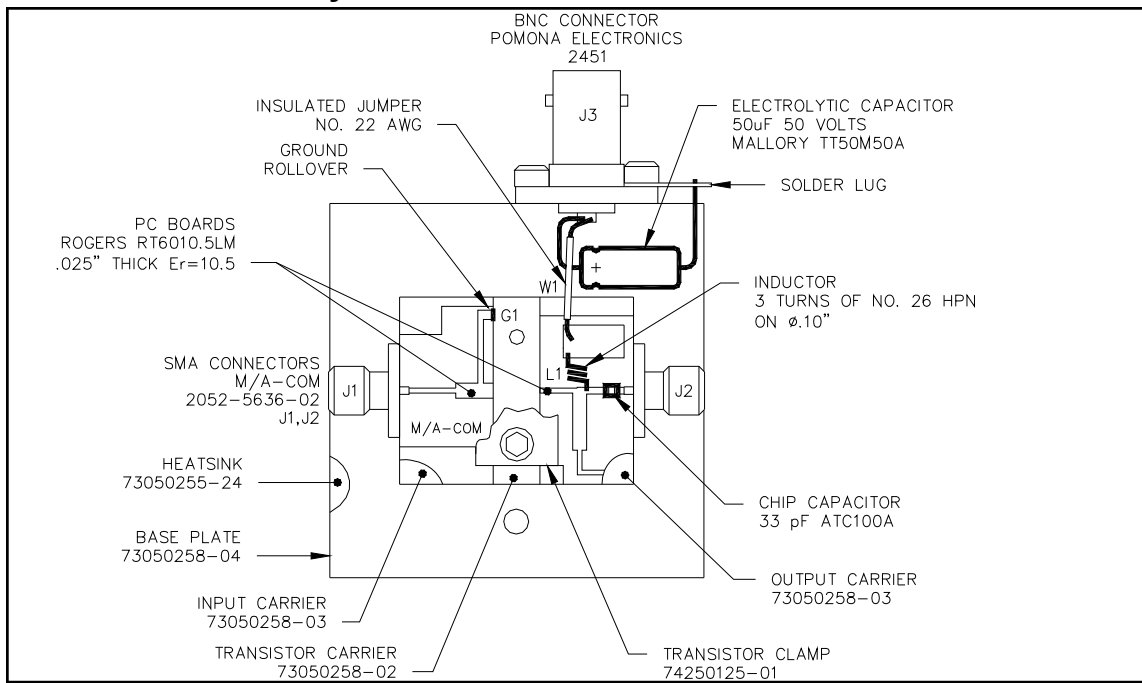 BNC CONNECTOR
POMONA ELECTRONICS
2451
J3
INSULATED JUMPER
NO. 22 AWG
GROUND
ROLLOVER
ELECTROLYTIC CAPACITOR
50uF 50 VOLTS
MALLORY TT50M50A
SOLDER LUG
PC BOARDS
ROGERS RT6010.5LM
.025" THICK Er=10.5
+
W1
INDUCTOR
3 TURNS OF NO. 26 HPN
ON ø.10"
G1
L1
SMA CONNECTORS
M/A-COM
2052-5636-02
J1,J2
J1
J2
M/A-COM
HEATSINK
73050255-24
CHIP CAPACITOR
33 pF ATC100A
BASE PLATE
73050258-04
OUTPUT CARRIER
73050258-03
INPUT CARRIER
73050258-03
TRANSISTOR CARRIER
73050258-02
TRANSISTOR CLAMP
74250125-01